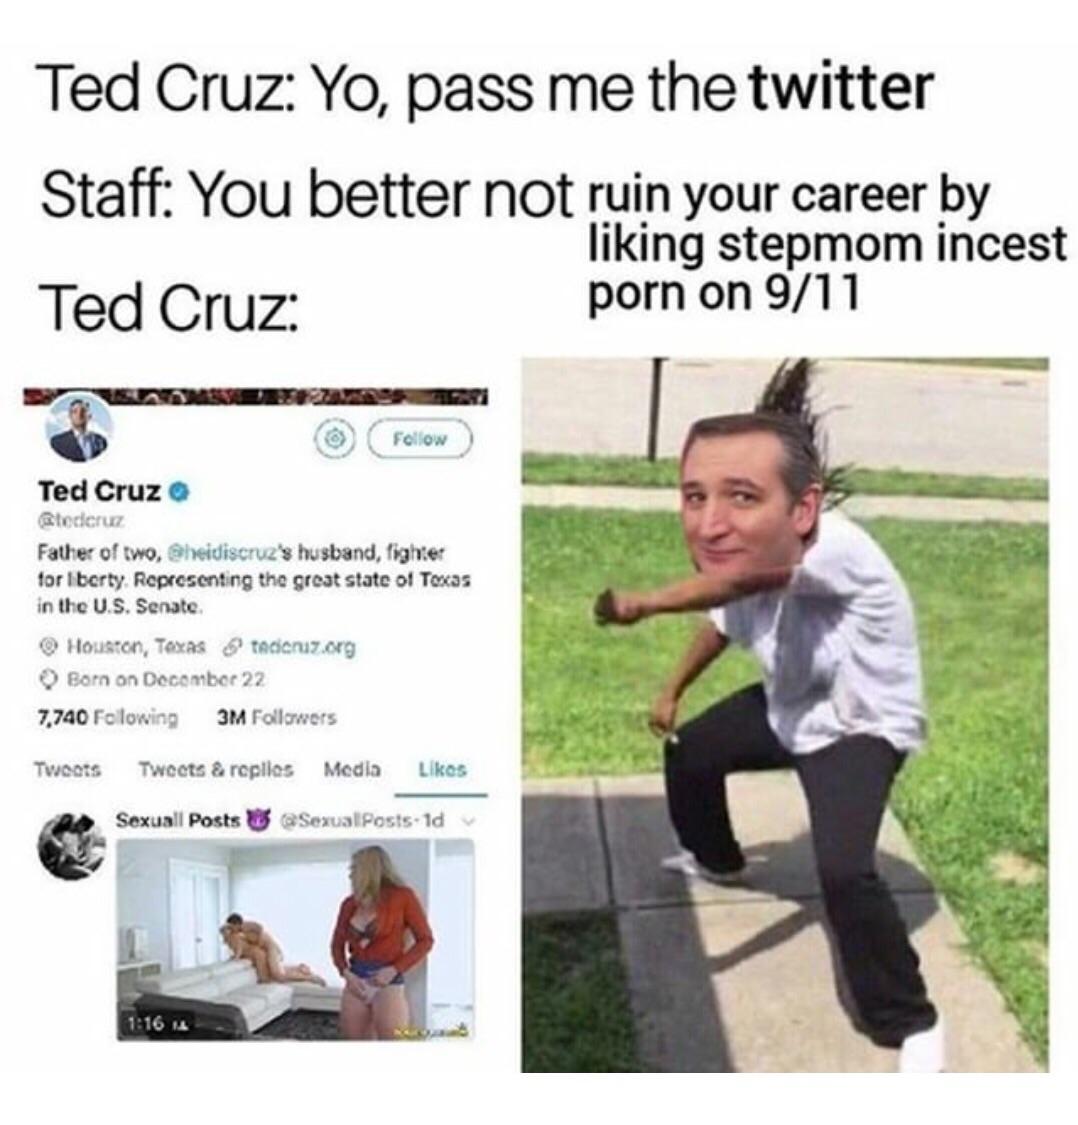 Ted Cruz: Yo, pass me the twitter
Staff: You better not ruin your career by
liking stepmom incest
porn on 9/11
Ted Cruz:
Follow
Ted Cruz
@tedcruz
Father of two, @heidiscruz's husband, fighter
for liberty. Representing the great state of Texas
in the U.S. Senate.
Houston, Texas tedcruz.org
Born on December 22
7,740 Following 3M Followers
Tweets Tweets & replies Media Likes
Sexuall Posts 😈 @SexualPosts · 1d
1:16